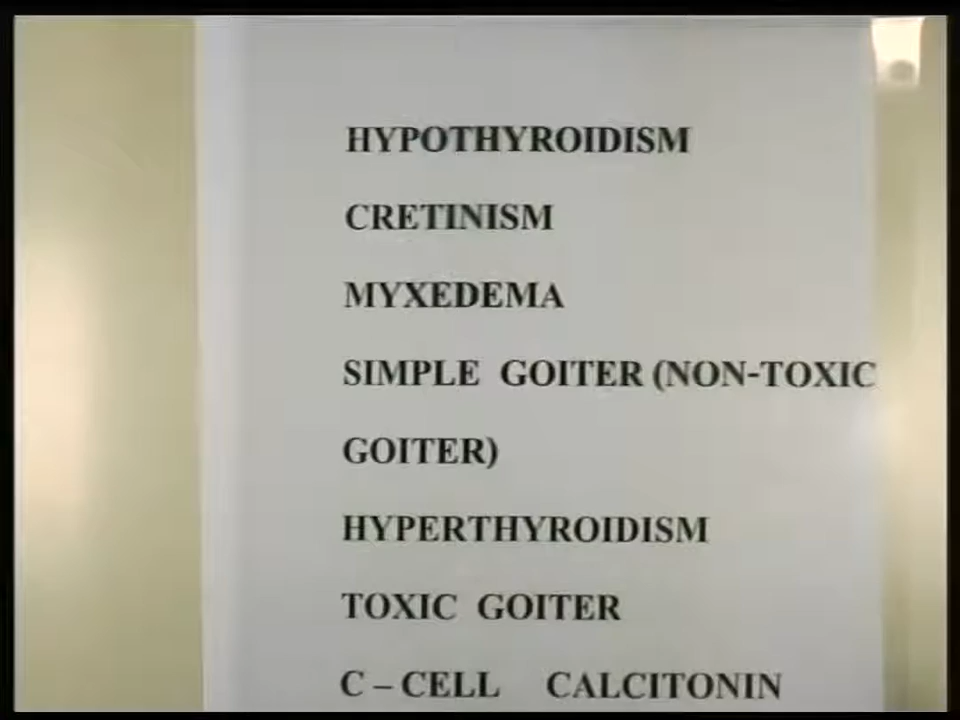 HYPOTHYROIDISM
CRETINISM
MYXEDEMA
SIMPLE GOITER (NON-TOXIC
GOITER)
HYPERTHYROIDISM
TOXIC GOITER
C – CELL CALCITONIN